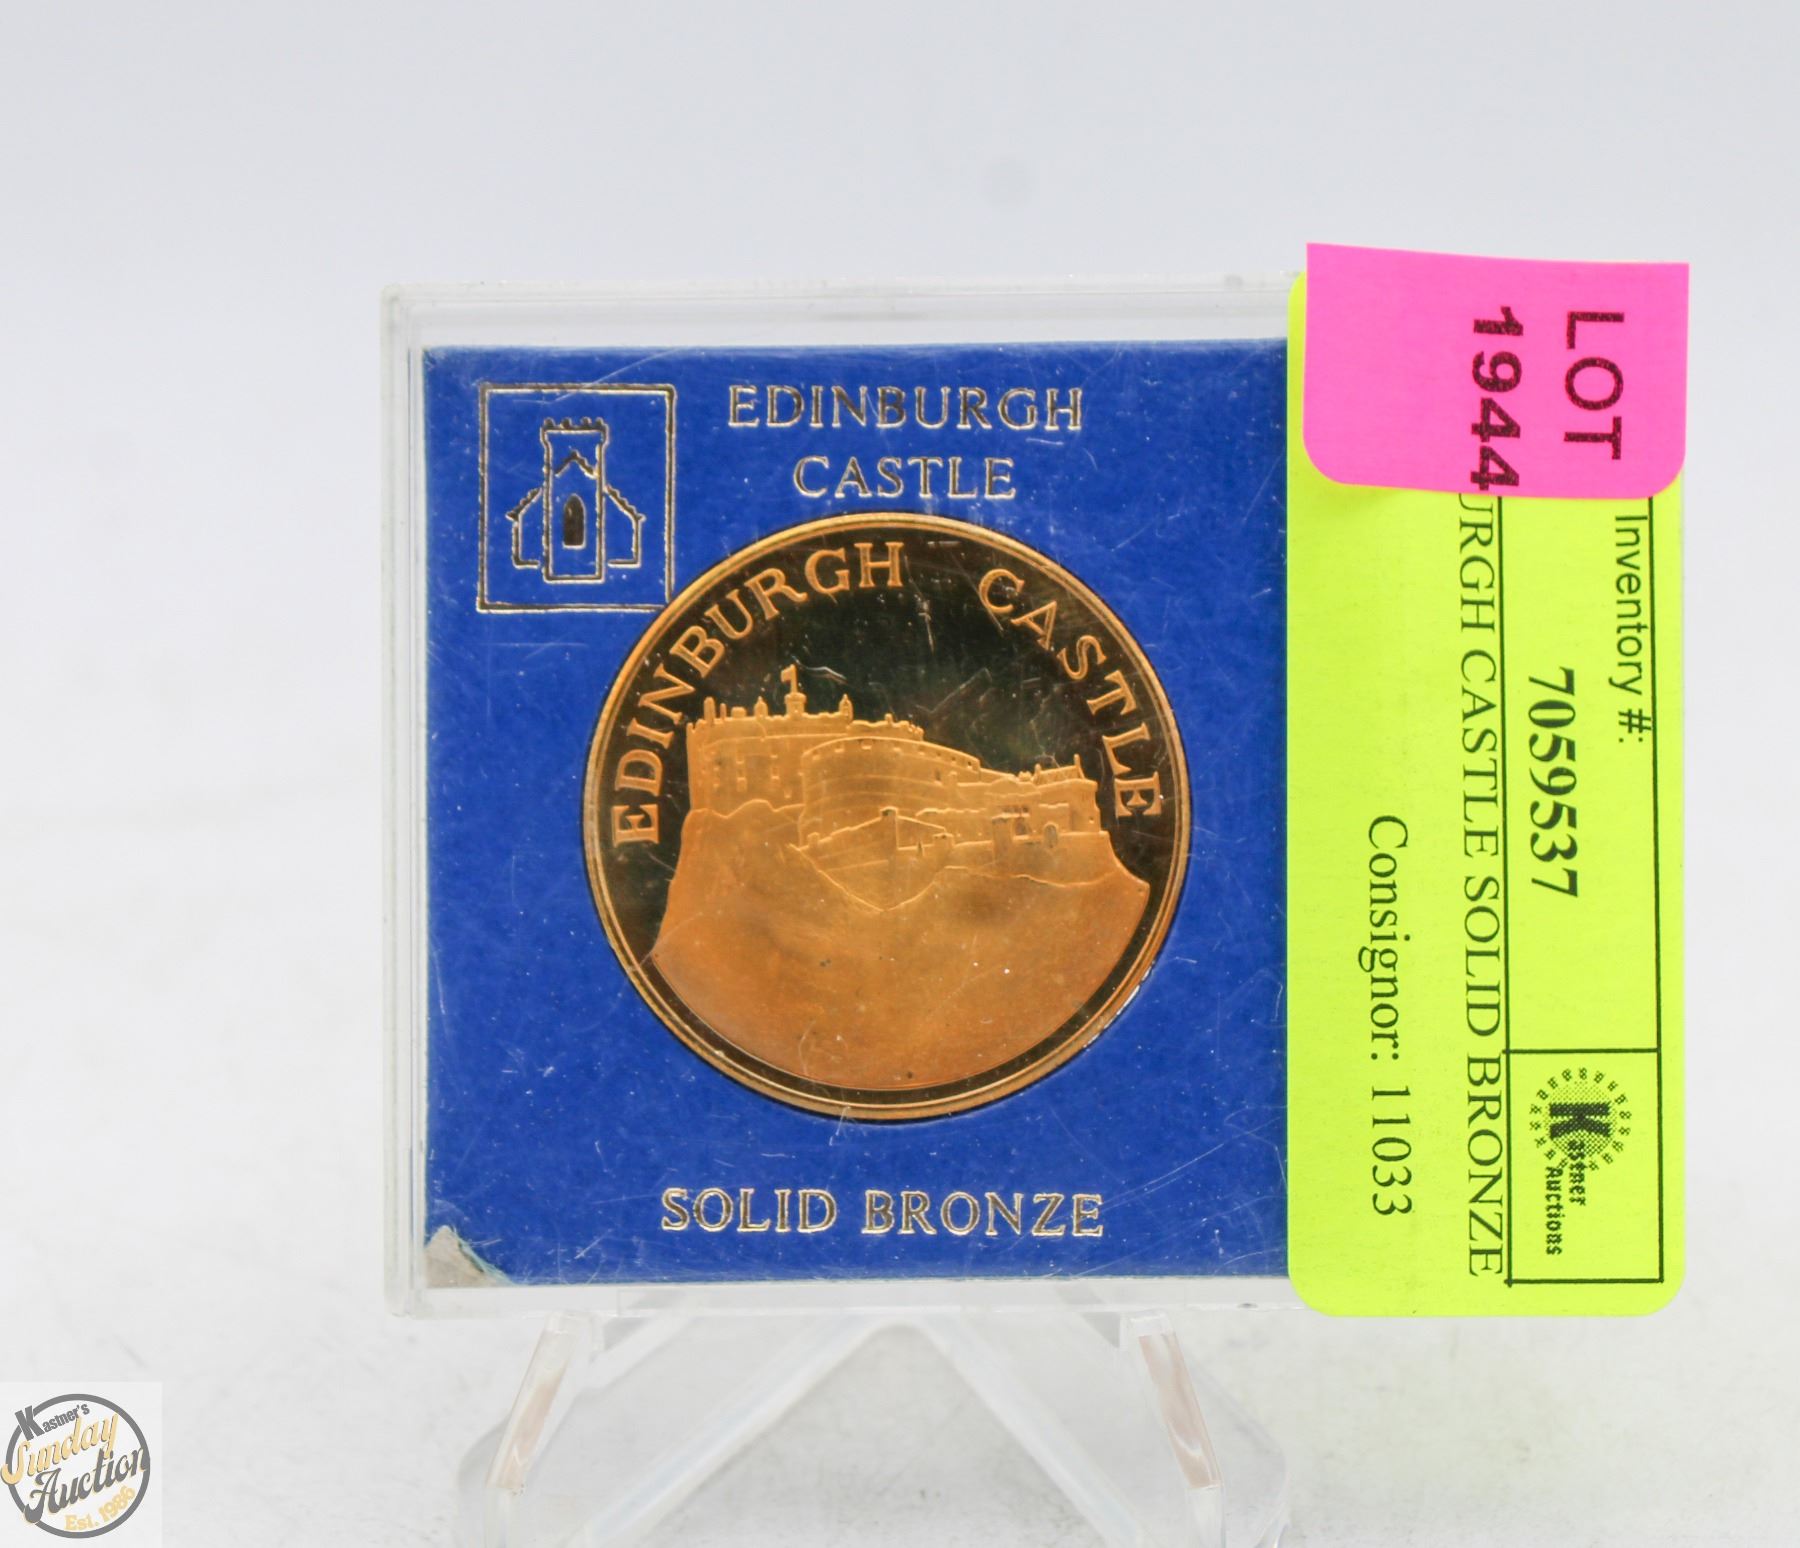 EDINBURGH
CASTLE
EDINBURGH CASTLE
SOLID BRONZE
LOT
1944
Inventory #:
7059537
URGH CASTLE SOLID BRONZE
Consignor: 11033
Kastner
Auctions
Kastner's
Sunday
Auction
Est. 1986